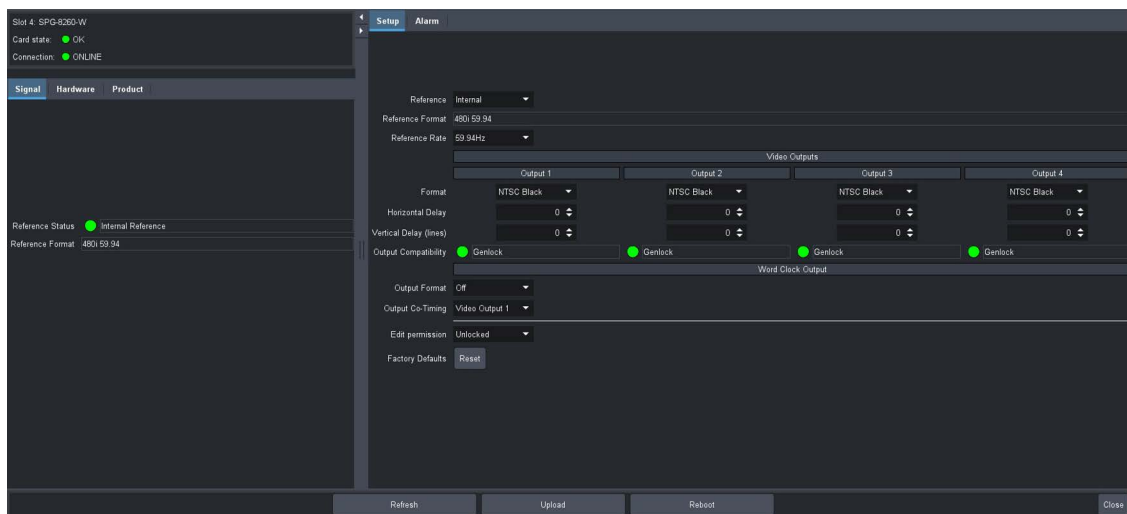 Slot 4: SPG-8260-W
Card state: OK
Connection: ONLINE
Signal Hardware Product
Reference Status Internal Reference
Reference Format 480i 59.94
Setup Alarm
Reference Internal
Reference Format 480i 59.94
Reference Rate 59.94Hz
Video Outputs
Output 1 Output 2 Output 3 Output 4
Format NTSC Black NTSC Black NTSC Black NTSC Black
Horizontal Delay 0 0 0 0
Vertical Delay (lines) 0 0 0 0
Output Compatibility Genlock Genlock Genlock Genlock
Word Clock Output
Output Format Off
Output Co-Timing Video Output 1
Edit permission Unlocked
Factory Defaults Reset
Refresh Upload Reboot Close